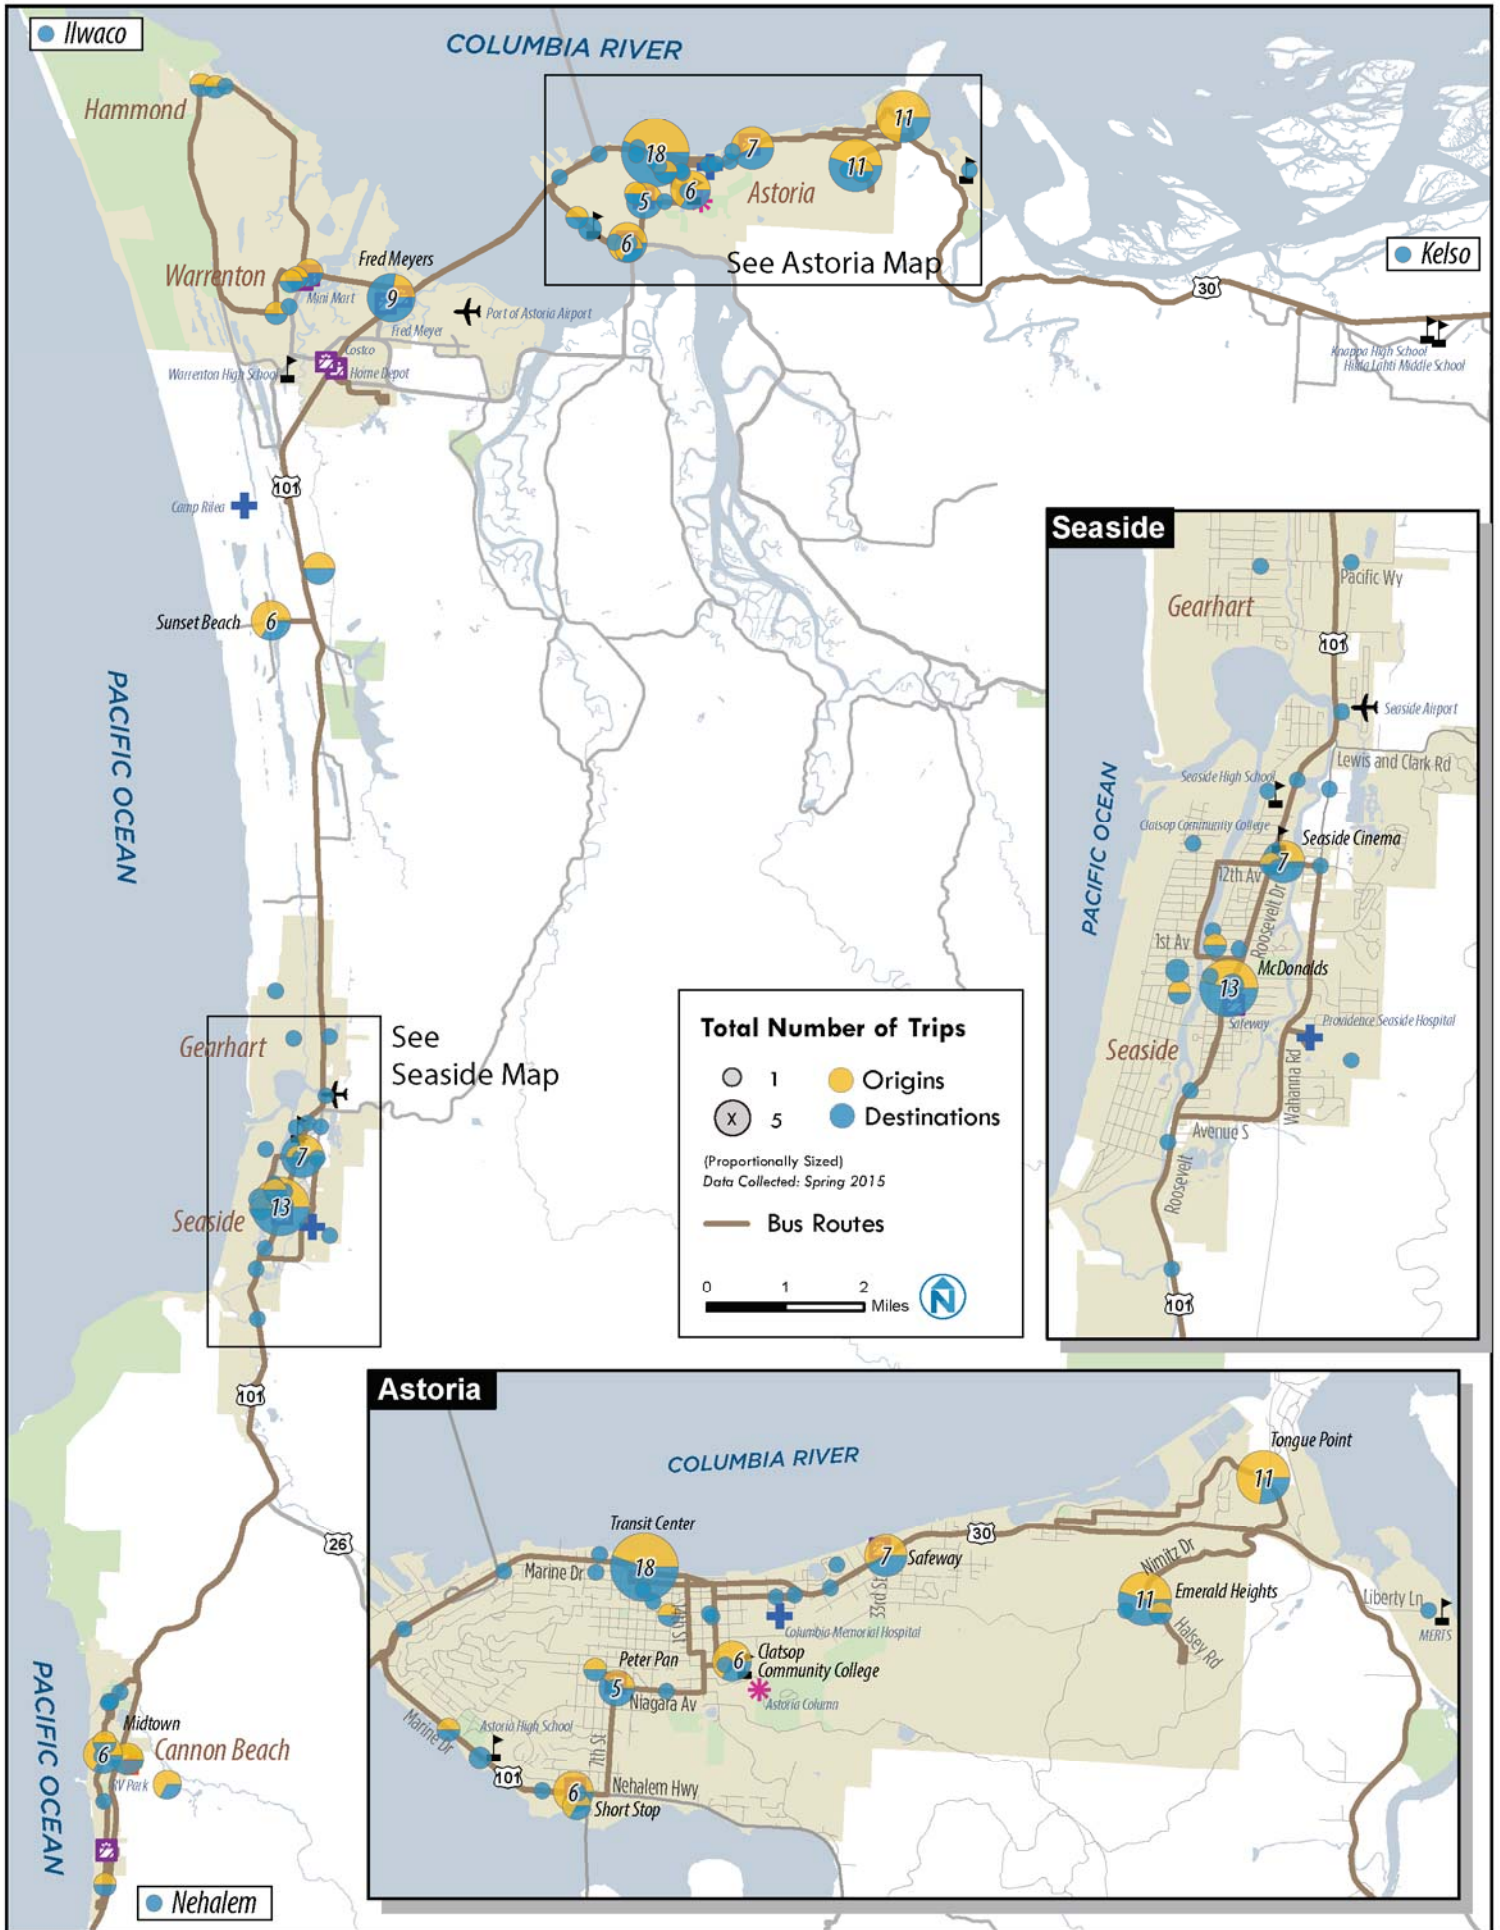 Ilwaco
COLUMBIA RIVER
Hammond
18
7
11
11
5
6
6
Astoria
See Astoria Map
Kelso
30
Warrenton
Fred Meyers
9
Mini Mart
Fred Meyer
Port of Astoria Airport
Costco
Home Depot
Warrenton High School
Knappa High School
Hilda Lahti Middle School
101
Camp Rilea
Sunset Beach
6
PACIFIC OCEAN
Gearhart
See
Seaside Map
7
13
Seaside
101
26
Midtown
6
Cannon Beach
RV Park
PACIFIC OCEAN
Nehalem
Total Number of Trips
1
Origins
X
5
Destinations
(Proportionally Sized)
Data Collected: Spring 2015
Bus Routes
0
1
2
Miles
N
Seaside
Pacific Wy
Gearhart
101
Seaside Airport
Lewis and Clark Rd
Seaside High School
PACIFIC OCEAN
Clatsop Community College
Seaside Cinema
7
12th Av
Roosevelt Dr
1st Av
McDonalds
13
Safeway
Providence Seaside Hospital
Seaside
Wahanna Rd
Avenue S
Roosevelt
101
Astoria
COLUMBIA RIVER
Tongue Point
11
Transit Center
18
Marine Dr
30
7
Safeway
33rd St
Nimitz Dr
11
Emerald Heights
Halsey Rd
Liberty Ln
MERTS
Columbia Memorial Hospital
Peter Pan
5
6
Clatsop
Community College
Niagara Av
Astoria Column
Marine Dr
Astoria High School
7th St
101
6
Nehalem Hwy
Short Stop